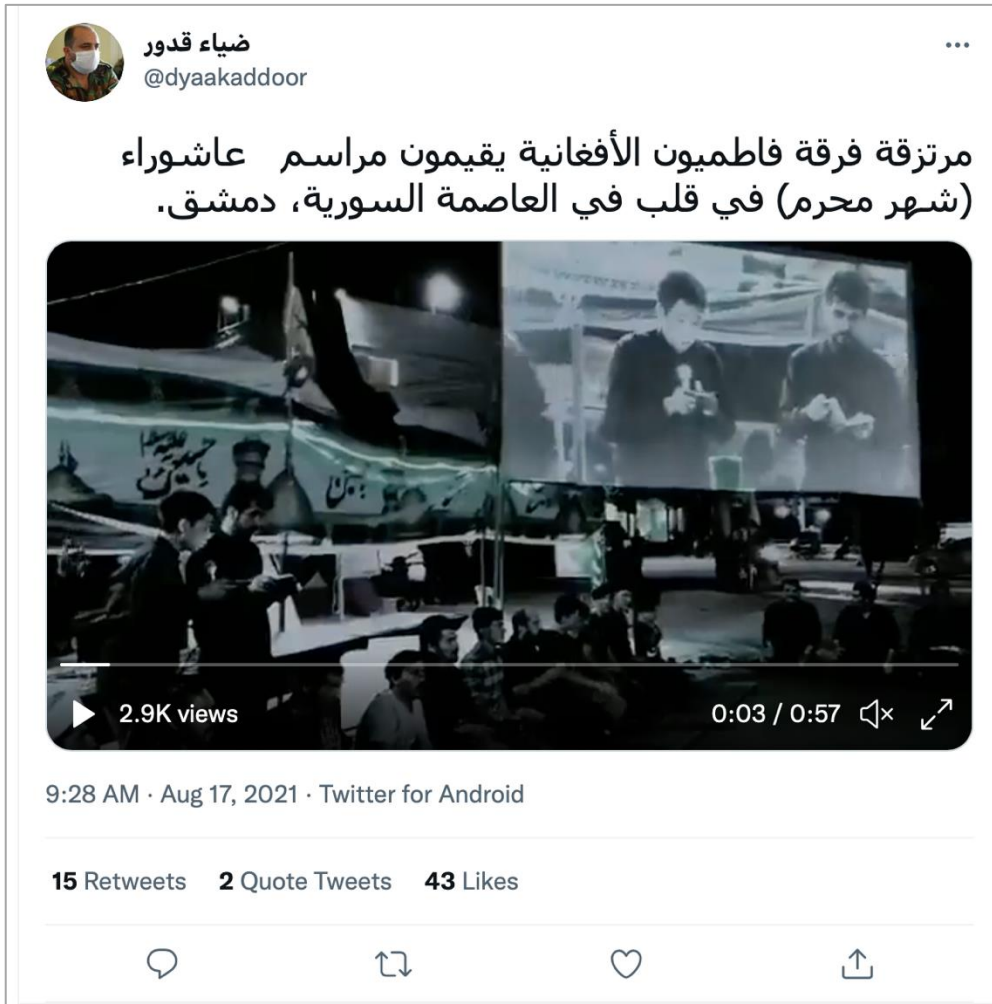 ضياء قدور
@dyaakaddoor
مرتزقة فرقة فاطميون الأفغانية يقيمون مراسم عاشوراء
(شهر محرم) في قلب في العاصمة السورية، دمشق.
2.9K views
0:03 / 0:57
9:28 AM · Aug 17, 2021 · Twitter for Android
15 Retweets 2 Quote Tweets 43 Likes